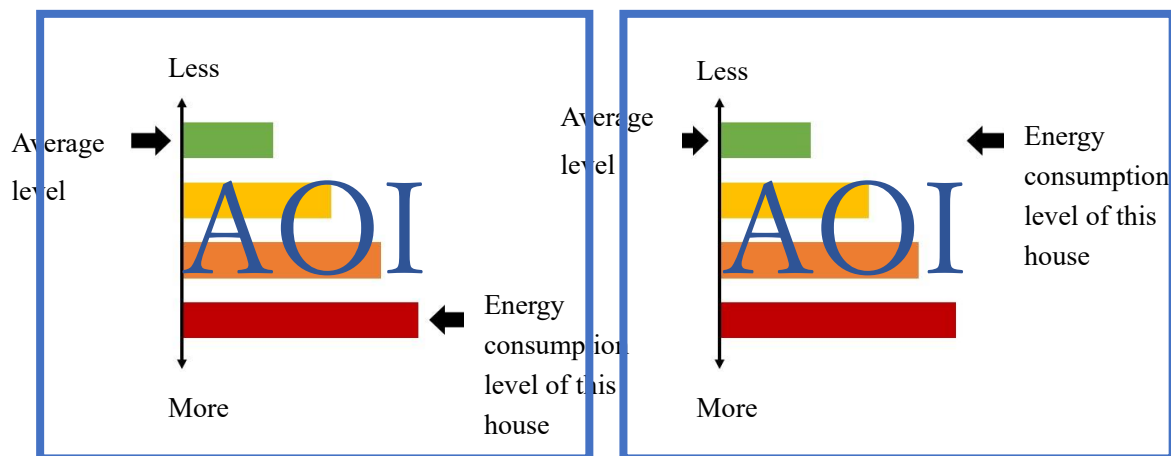 Less
Average
level
AOI
Energy
consumption
level of this
house
More
Less
Average
level
Energy
consumption
level of this
house
AOI
More